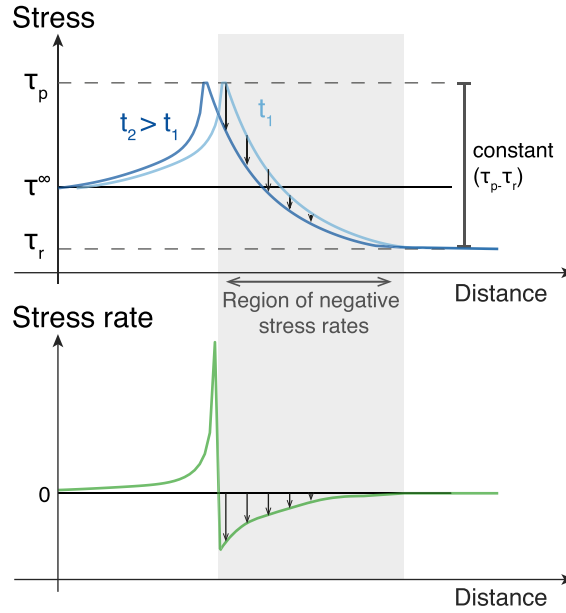 Stress
τp
t2 > t1
t1
constant
(τp-τr)
τ∞
τr
Distance
Region of negative
stress rates
Stress rate
0
Distance